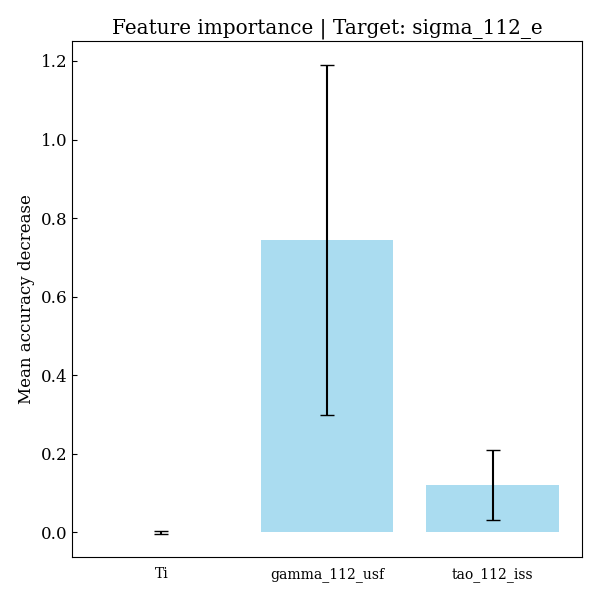 Feature importance | Target: sigma_112_e
Mean accuracy decrease
1.2
1.0
0.8
0.6
0.4
0.2
0.0
Ti
gamma_112_usf
tao_112_iss